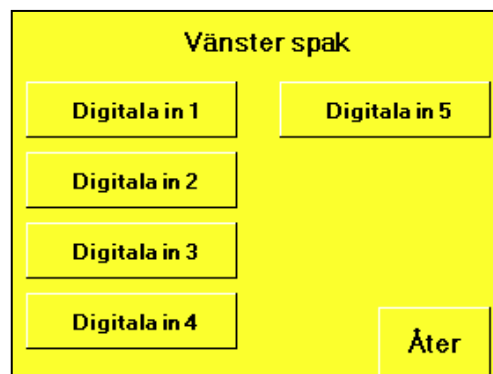 Vänster spak
Digitala in 1
Digitala in 2
Digitala in 3
Digitala in 4
Digitala in 5
Åter